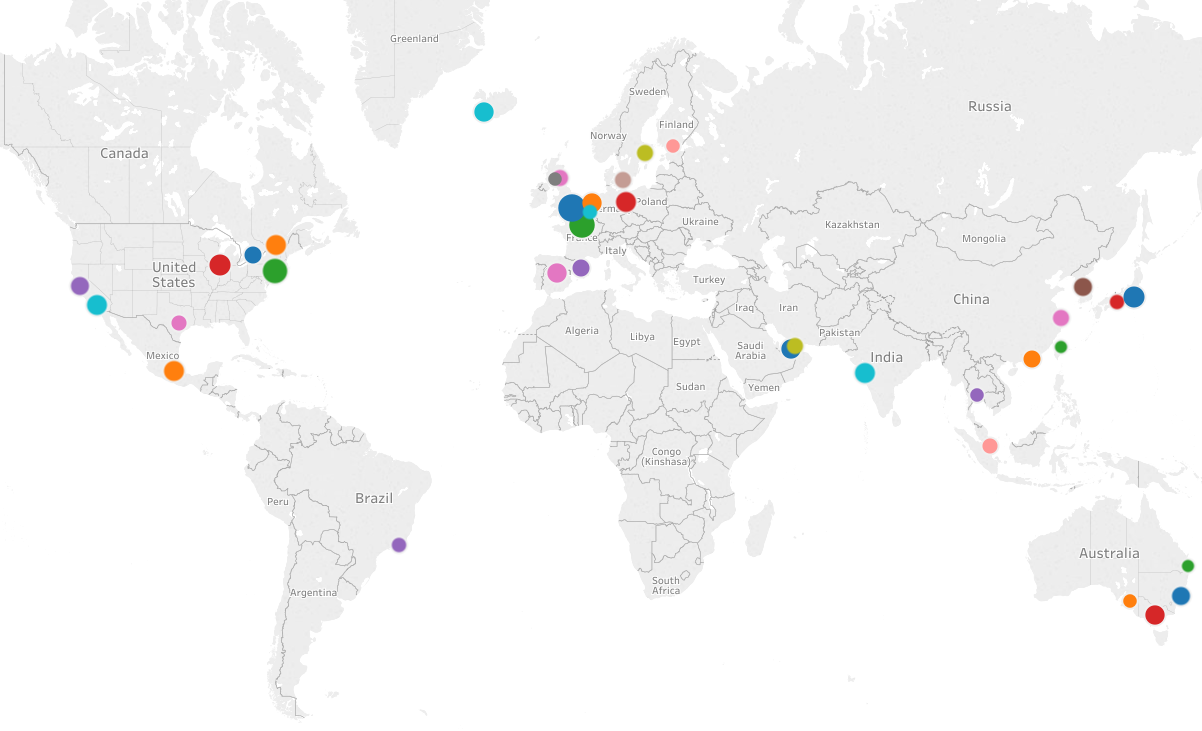 Greenland
Sweden
Russia
Finland
Norway
Canada
Poland
erm
Ukraine
Kazakhstan
France
Mongolia
Italy
United
States
Turkey
China
Iraq
Iran
Algeria
Libya
Egypt
Pakistan
Saudi
Arabia
Mexico
India
Sudan
Yemen
Congo
(Kinshasa)
Brazil
Peru
Australia
South
Africa
Argentina